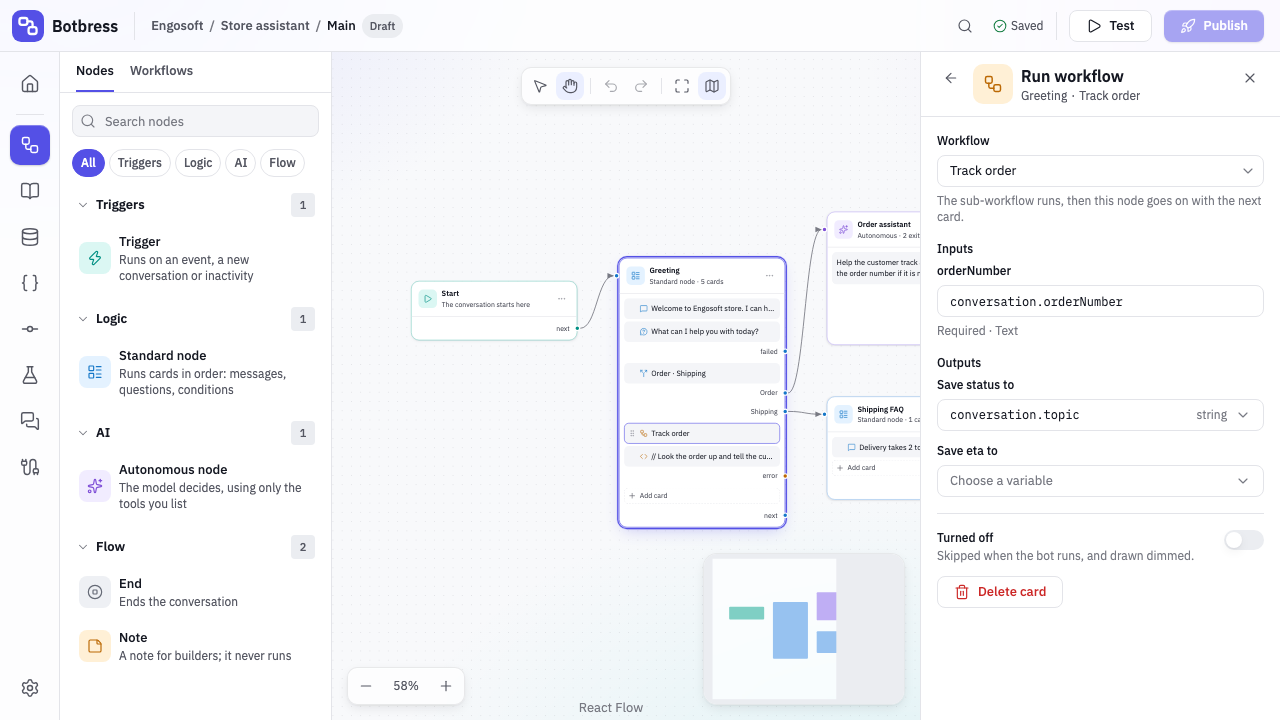 Botbress
Engosoft / Store assistant / Main Draft
Saved
Test
Publish
Nodes
Workflows
Search nodes
All
Triggers
Logic
AI
Flow
Triggers
1
Trigger
Runs on an event, a new
conversation or inactivity
Logic
1
Standard node
Runs cards in order: messages,
questions, conditions
AI
1
Autonomous node
The model decides, using only the
tools you list
Flow
2
End
Ends the conversation
Note
A note for builders; it never runs
Start
The conversation starts here
next
Greeting
Standard node · 5 cards
Welcome to Engosoft store. I can h...
What can I help you with today?
failed
Order · Shipping
Order
Shipping
Track order
// Look the order up and tell the cu...
error
Add card
next
Order assistant
Autonomous · 2 exit
Help the customer track
the order number if it is n
Shipping FAQ
Standard node · 1 ca
Delivery takes 2 to
Add card
58%
React Flow
Run workflow
Greeting · Track order
Workflow
Track order
The sub-workflow runs, then this node goes on with the next
card.
Inputs
orderNumber
conversation.orderNumber
Required · Text
Outputs
Save status to
conversation.topic string
Save eta to
Choose a variable
Turned off
Skipped when the bot runs, and drawn dimmed.
Delete card